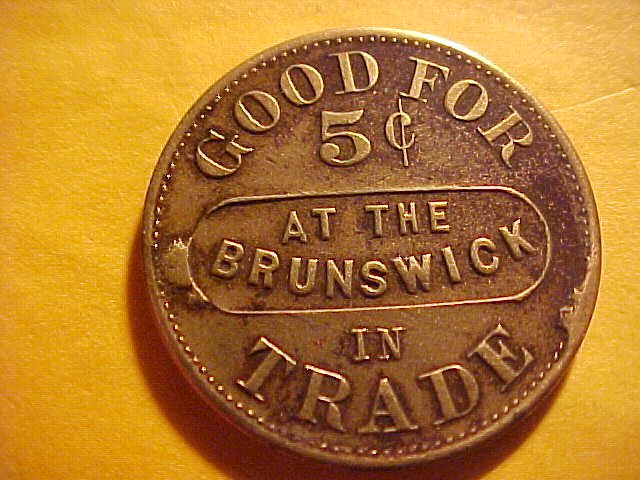 GOOD FOR
5¢
AT THE
BRUNSWICK
IN
TRADE